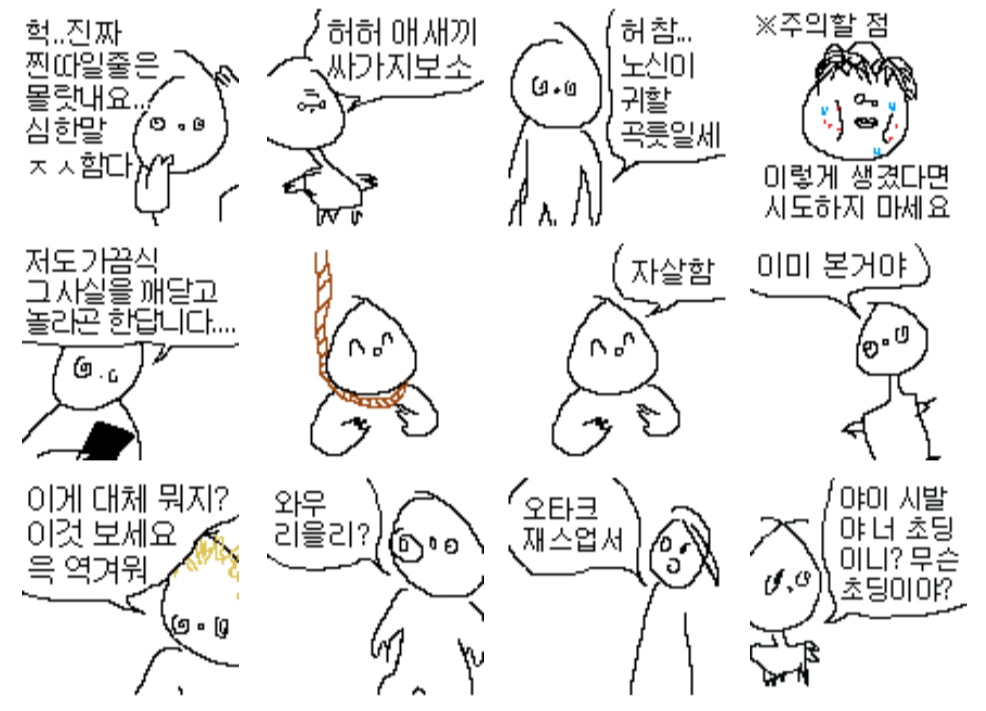 헉..진짜
찐따일줄은
몰랏내요...
심한말
ㅈㅅ함다
허허 애새끼
싸가지보소
허 참...
노신이
귀할
곡릇일세
※주의할 점
이렇게 생겼다면
시도하지 마세요
저도가끔식
그사실을 깨닫고
놀라곤 한답니다....
자살함
이미 본거야
이게 대체 뭐지?
이것 보세요
윽 역겨워
와우
리을리?
오타크
재스업서
야이 시발
야너 초딩
이니? 무슨
초딩이야?